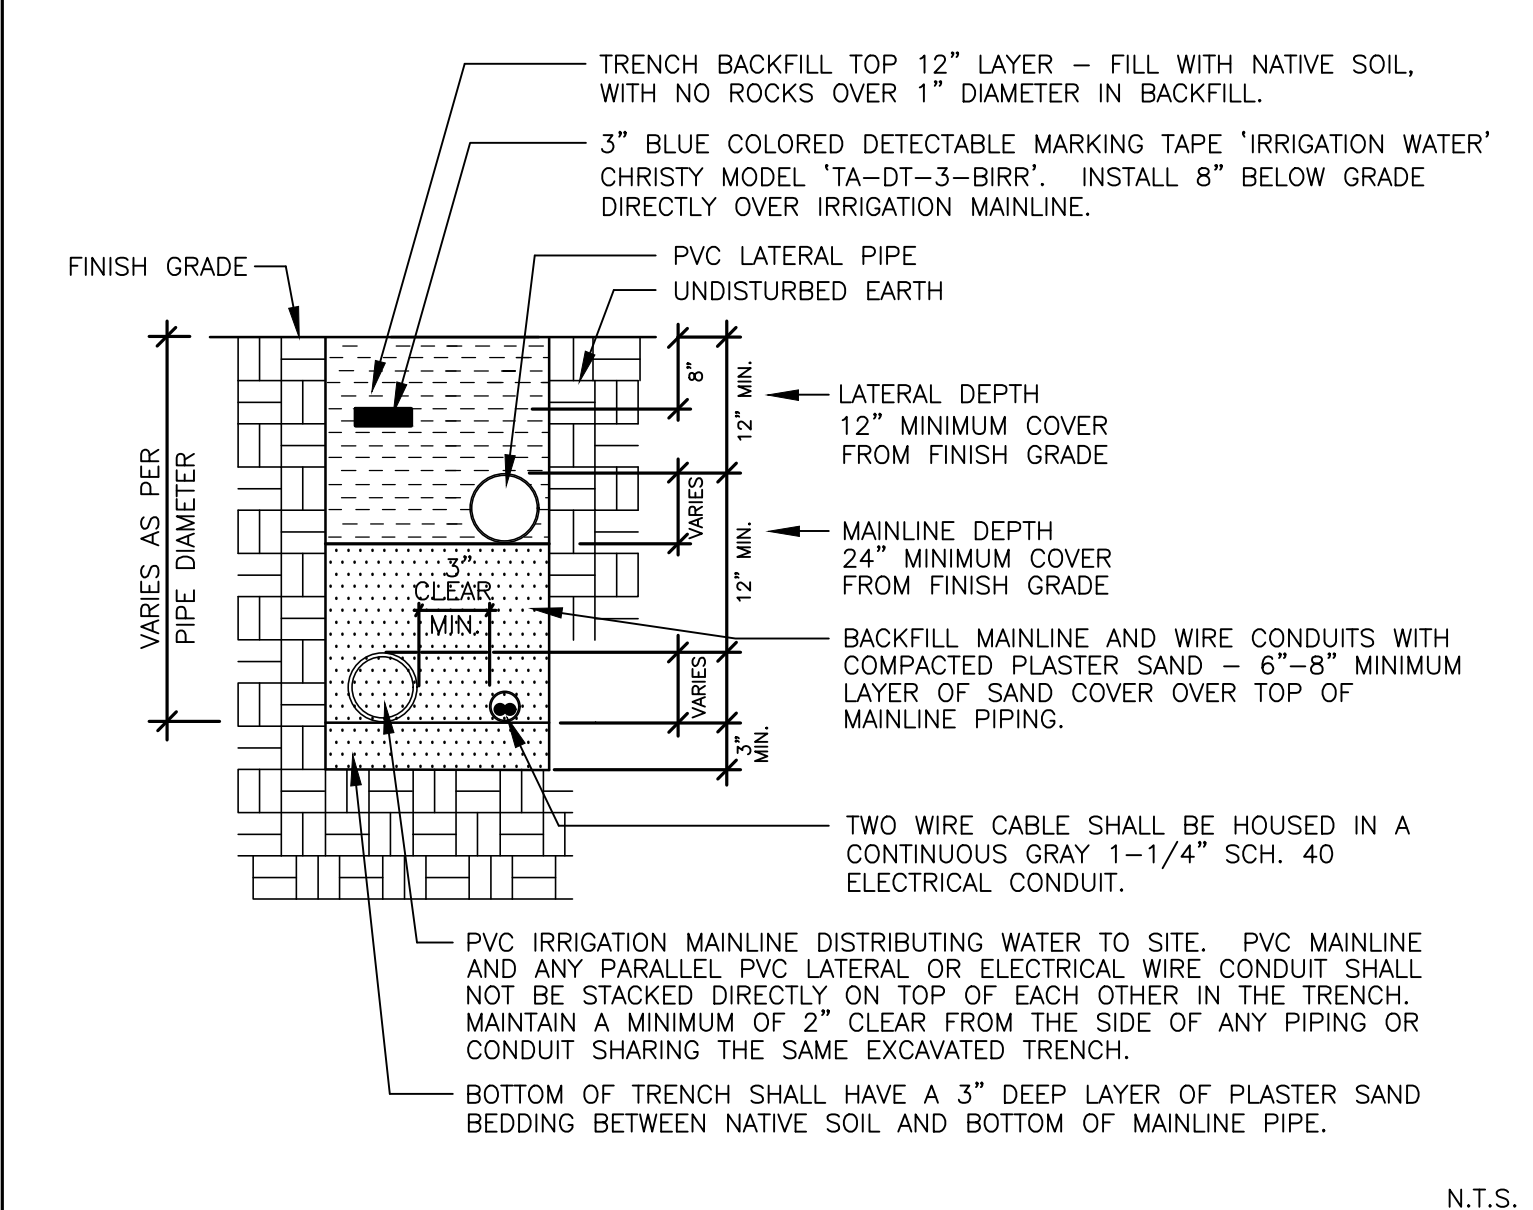 TRENCH BACKFILL TOP 12” LAYER – FILL WITH NATIVE SOIL,
WITH NO ROCKS OVER 1” DIAMETER IN BACKFILL.
3” BLUE COLORED DETECTABLE MARKING TAPE ‘IRRIGATION WATER’
CHRISTY MODEL ‘TA–DT–3–BIRR’. INSTALL 8” BELOW GRADE
DIRECTLY OVER IRRIGATION MAINLINE.
PVC LATERAL PIPE
UNDISTURBED EARTH
FINISH GRADE
8”
12” MIN.
LATERAL DEPTH
12” MINIMUM COVER
FROM FINISH GRADE
VARIES AS PER
PIPE DIAMETER
VARIES
12” MIN.
MAINLINE DEPTH
24” MINIMUM COVER
FROM FINISH GRADE
3”
CLEAR
MIN.
BACKFILL MAINLINE AND WIRE CONDUITS WITH
COMPACTED PLASTER SAND – 6”–8” MINIMUM
LAYER OF SAND COVER OVER TOP OF
MAINLINE PIPING.
VARIES
3”
MIN.
TWO WIRE CABLE SHALL BE HOUSED IN A
CONTINUOUS GRAY 1–1/4” SCH. 40
ELECTRICAL CONDUIT.
PVC IRRIGATION MAINLINE DISTRIBUTING WATER TO SITE. PVC MAINLINE
AND ANY PARALLEL PVC LATERAL OR ELECTRICAL WIRE CONDUIT SHALL
NOT BE STACKED DIRECTLY ON TOP OF EACH OTHER IN THE TRENCH.
MAINTAIN A MINIMUM OF 2” CLEAR FROM THE SIDE OF ANY PIPING OR
CONDUIT SHARING THE SAME EXCAVATED TRENCH.
BOTTOM OF TRENCH SHALL HAVE A 3” DEEP LAYER OF PLASTER SAND
BEDDING BETWEEN NATIVE SOIL AND BOTTOM OF MAINLINE PIPE.
N.T.S.